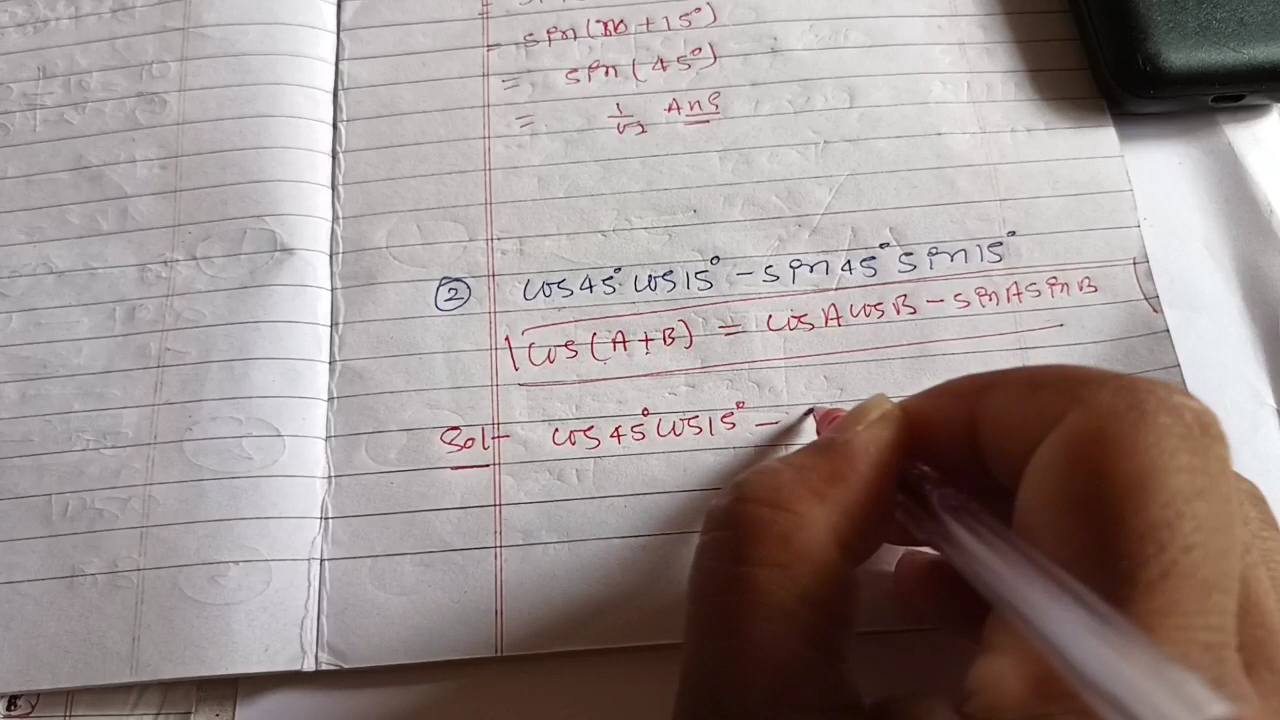 = sin(30 + 15°)
= sin(45°)
= 1/√2 Ans
② cos45° cos15° - sin45° sin15°
cos(A+B) = cosA cosB - sinA sinB
Sol- cos45° cos15° -